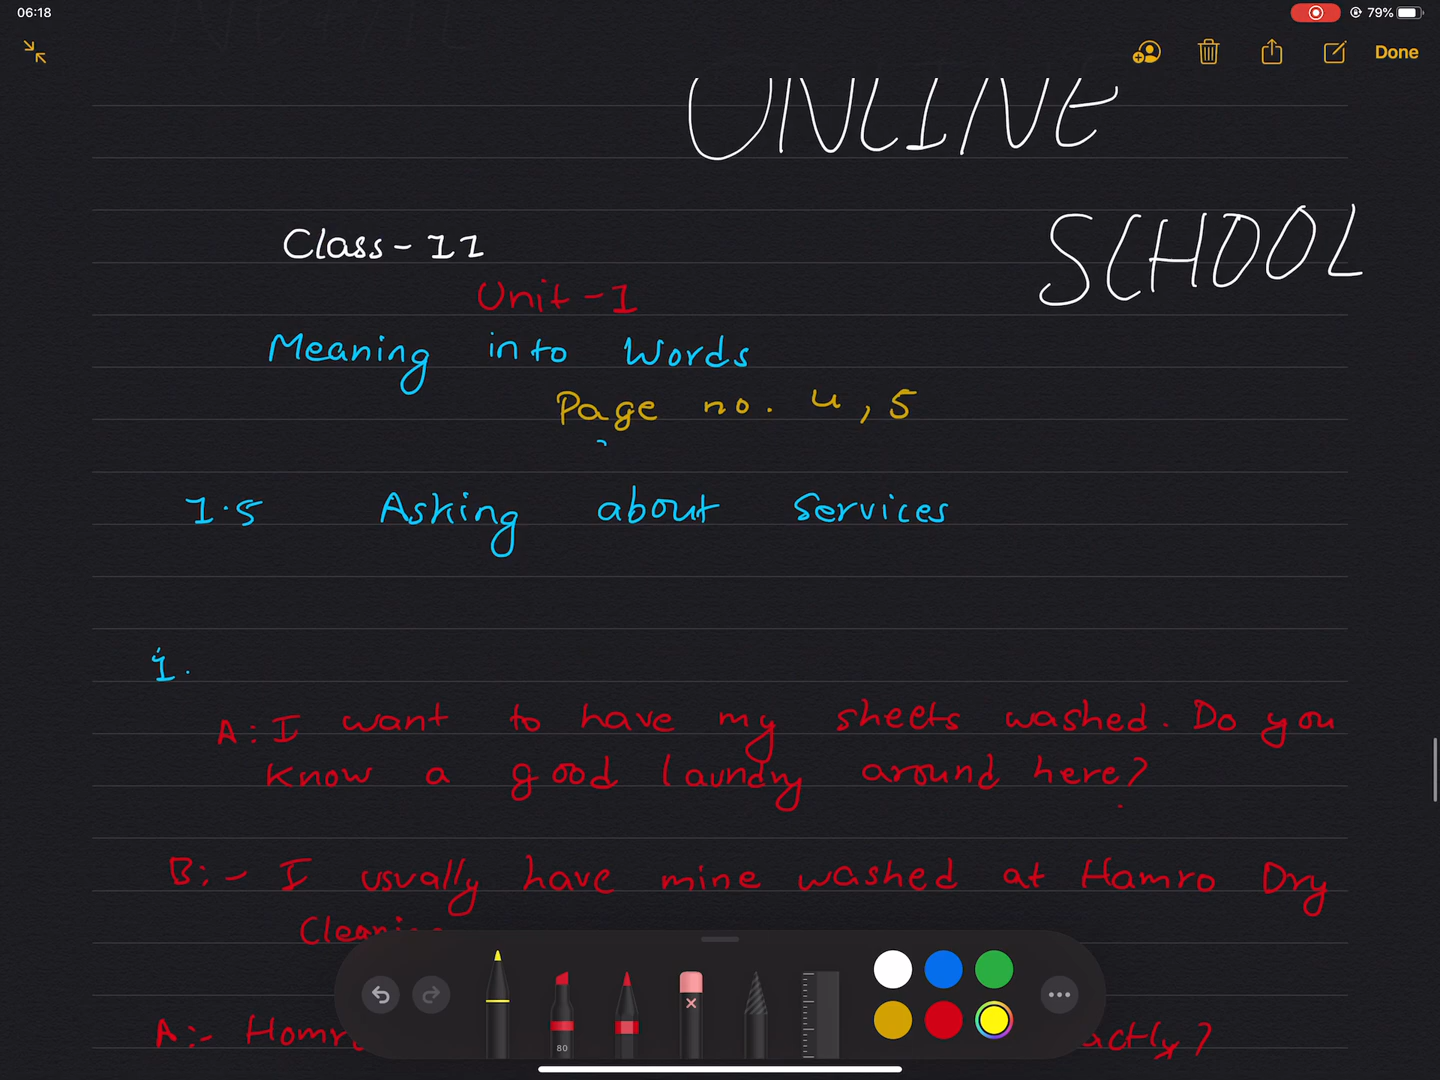 06:18
79%
Done
ONLINE
SCHOOL
Class-11
Unit-1
Meaning into Words
Page no. 4, 5
1.5 Asking about Services
1.
A: I want to have my sheets washed. Do you
know a good laundry around here?
B:- I usually have mine washed at Hamro Dry
A:-
80